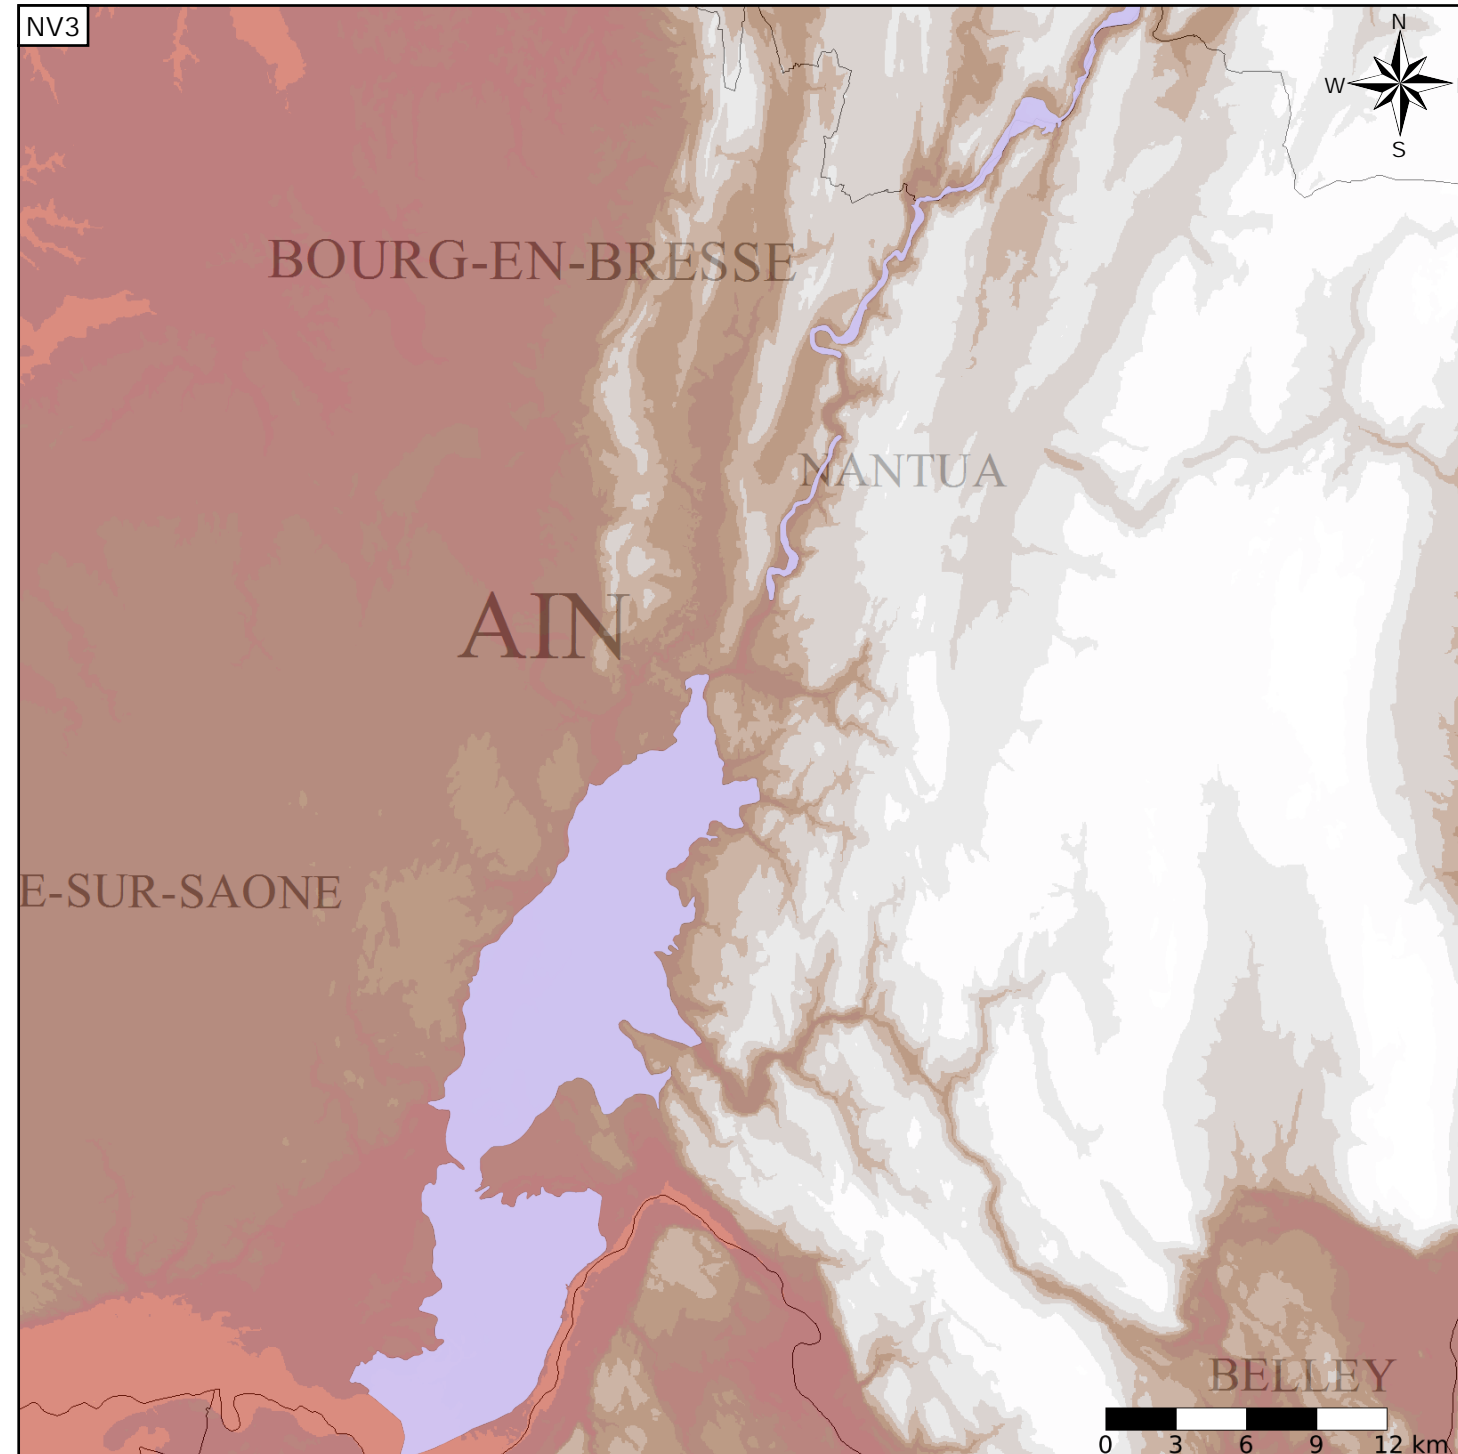 NV3
N
W
S
BOURG-EN-BRESSE
NANTUA
AIN
E-SUR-SAONE
BELLEY
0 3 6 9 12 km